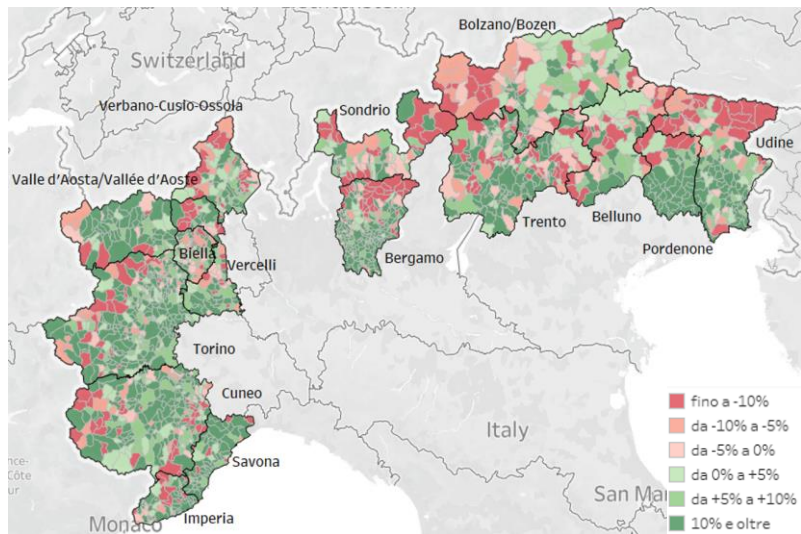 Bolzano/Bozen
Switzerland
Verbano-Cusio-Ossola
Sondrio
Udine
Valle d'Aosta/Vallée d'Aoste
Trento
Belluno
Biella
Vercelli
Bergamo
Pordenone
Torino
Cuneo
Italy
Savona
San Mar
Monaco
Imperia
fino a -10%
da -10% a -5%
da -5% a 0%
da 0% a +5%
da +5% a +10%
10% e oltre